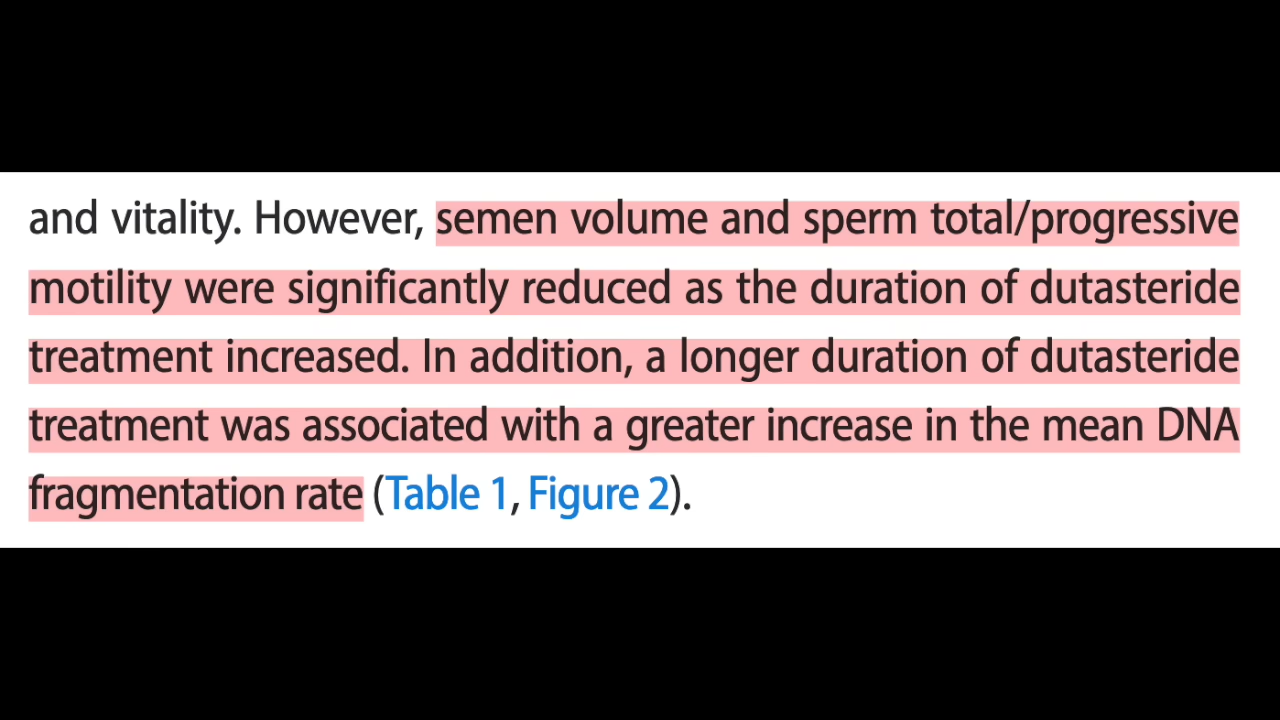 and vitality. However, semen volume and sperm total/progressive
motility were significantly reduced as the duration of dutasteride
treatment increased. In addition, a longer duration of dutasteride
treatment was associated with a greater increase in the mean DNA
fragmentation rate (Table 1, Figure 2).